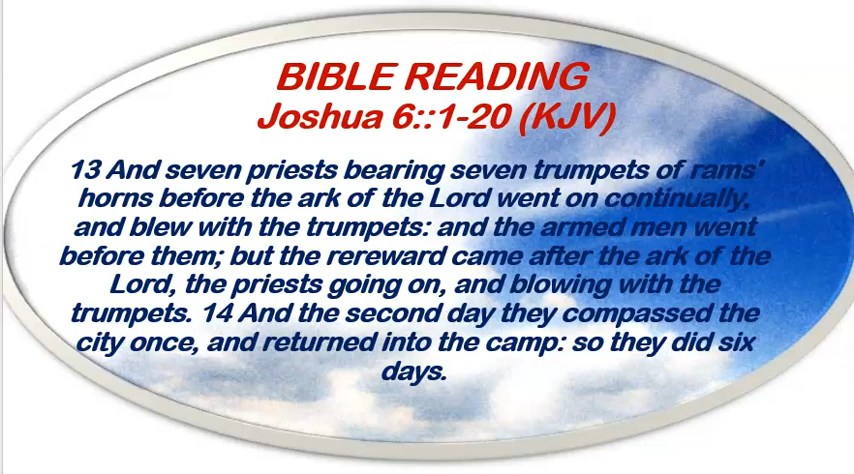 BIBLE READING
Joshua 6::1-20 (KJV)
13 And seven priests bearing seven trumpets of rams'
horns before the ark of the Lord went on continually,
and blew with the trumpets: and the armed men went
before them; but the rereward came after the ark of the
Lord, the priests going on, and blowing with the
trumpets. 14 And the second day they compassed the
city once, and returned into the camp: so they did six
days.